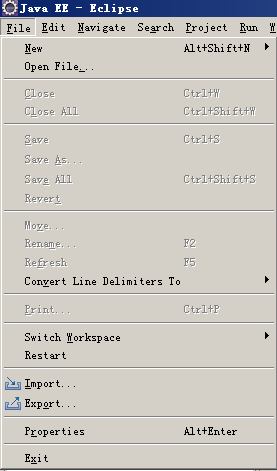 Java EE - Eclipse
File Edit Navigate Search Project Run W
New Alt+Shift+N
Open File...
Close Ctrl+W
Close All Ctrl+Shift+W
Save Ctrl+S
Save As...
Save All Ctrl+Shift+S
Revert
Move...
Rename... F2
Refresh F5
Convert Line Delimiters To
Print... Ctrl+P
Switch Workspace
Restart
Import...
Export...
Properties Alt+Enter
Exit